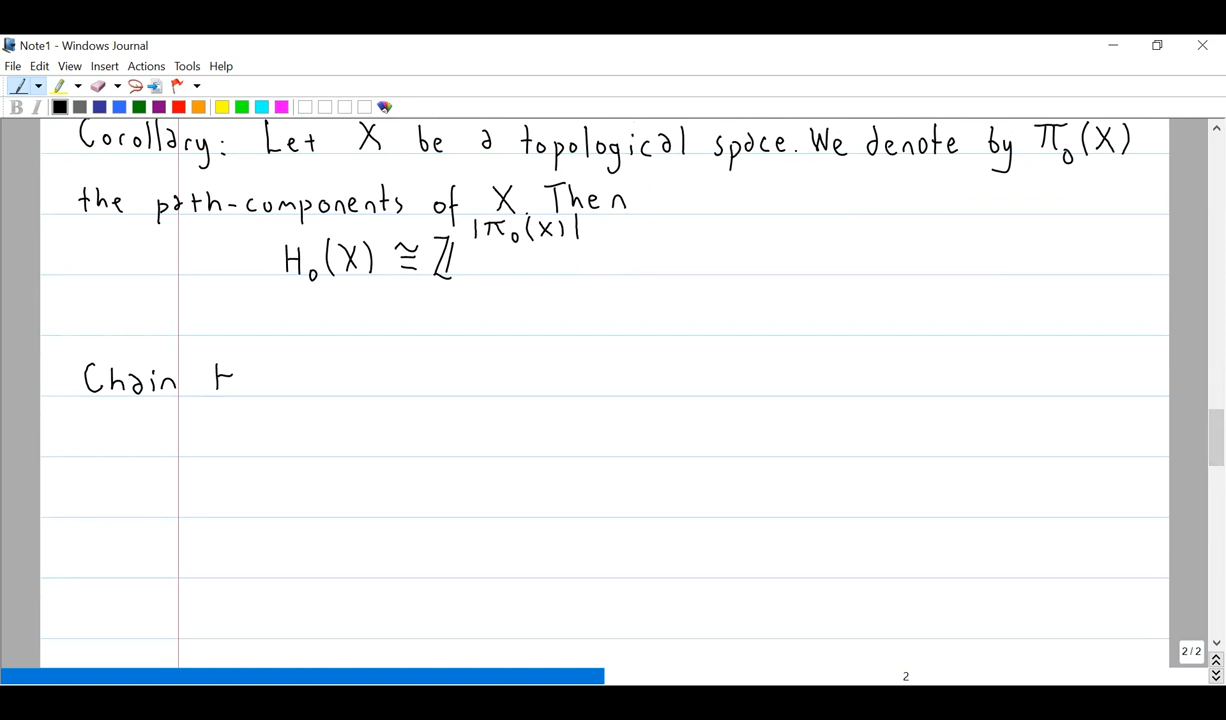 Note1 - Windows Journal
File Edit View Insert Actions Tools Help
B I
Corollary: Let X be a topological space. We denote by π₀(X)
the path-components of X. Then
H₀(X) ≅ ℤ^|π₀(X)|
Chain
2 / 2
2